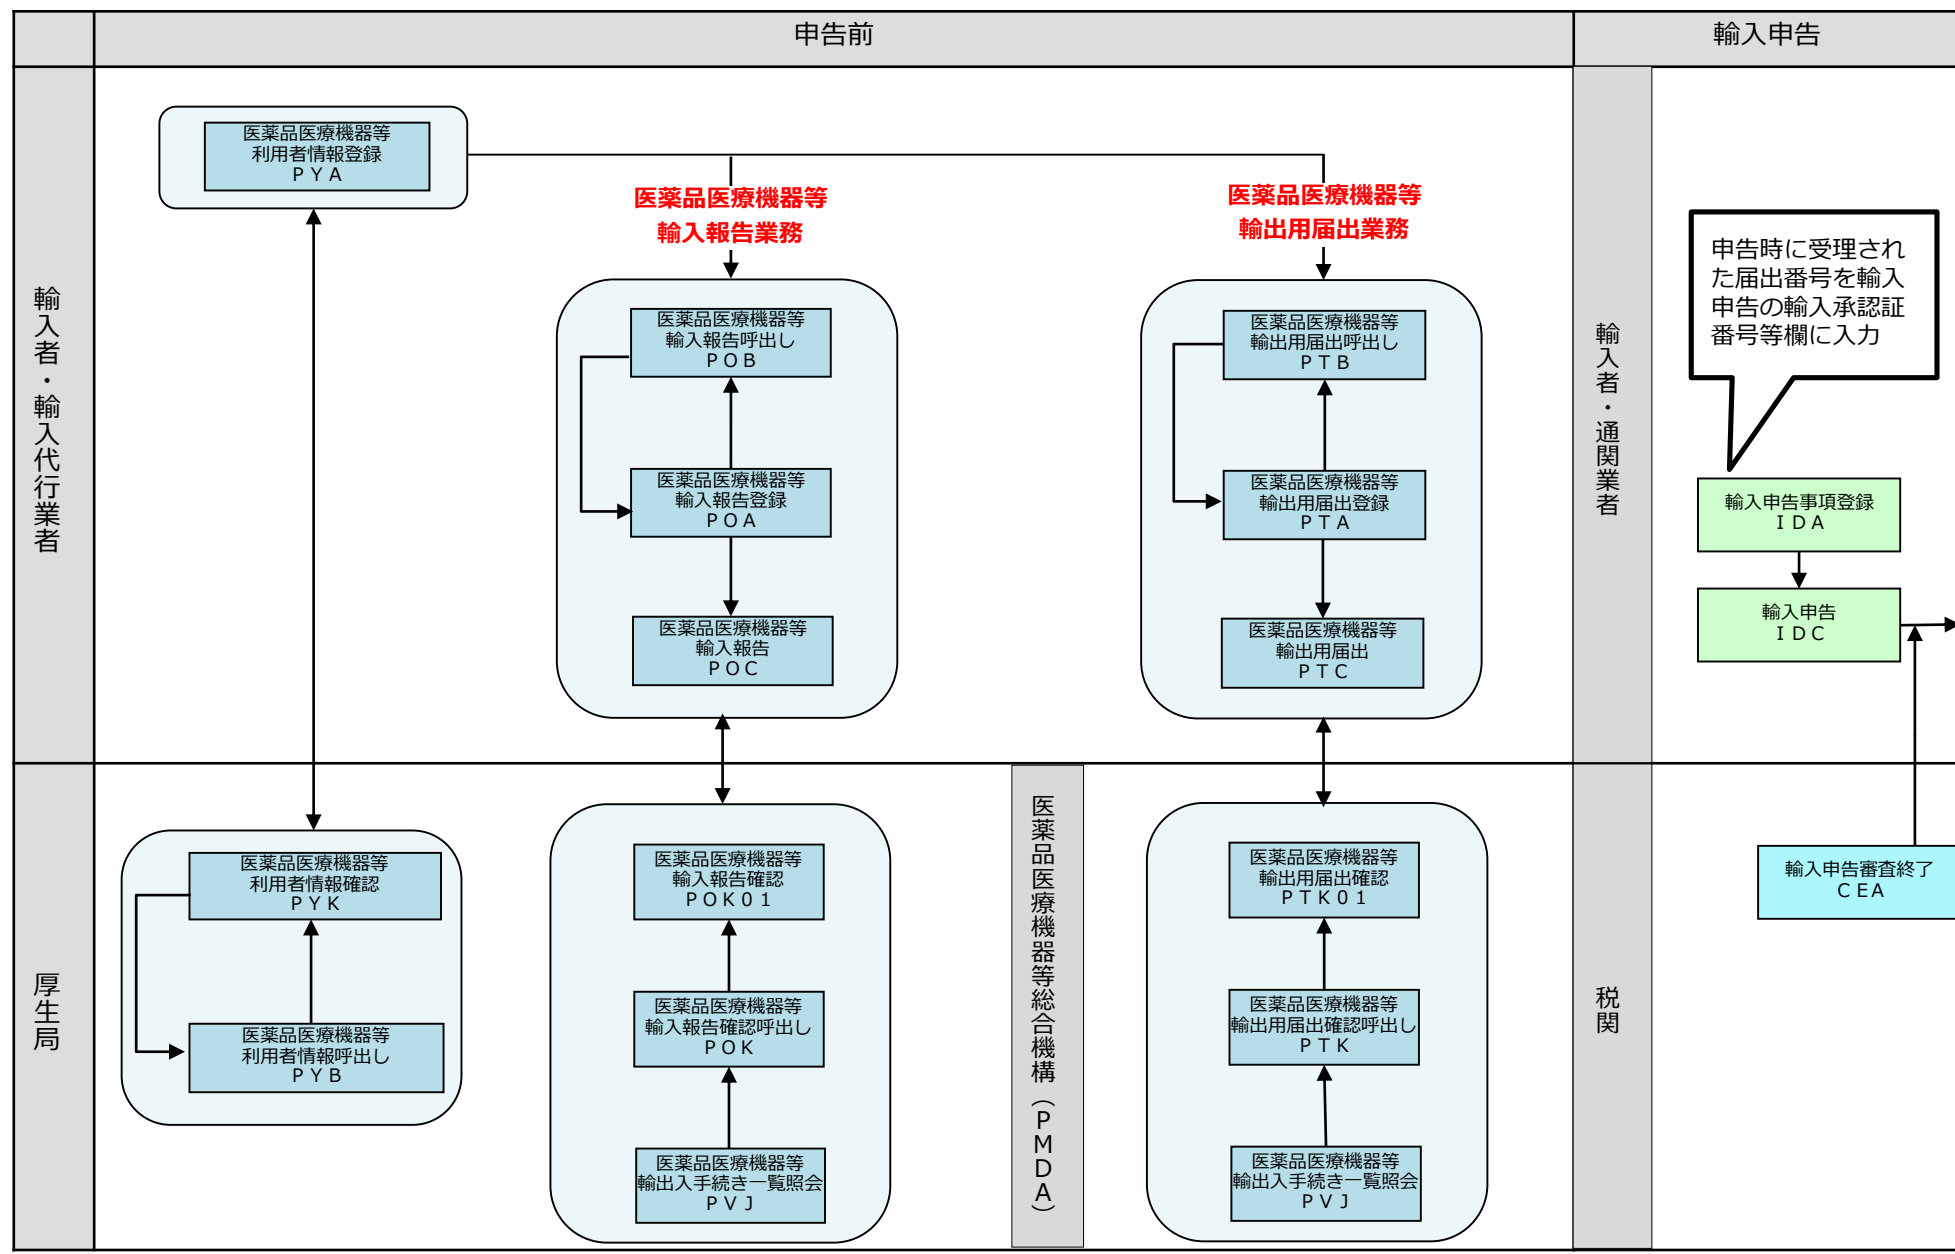 申告前
輸入申告
輸入者・輸入代行業者
医薬品医療機器等
利用者情報登録
ＰＹＡ
医薬品医療機器等
輸入報告業務
医薬品医療機器等
輸入報告呼出し
ＰＯＢ
医薬品医療機器等
輸入報告登録
ＰＯＡ
医薬品医療機器等
輸入報告
ＰＯＣ
医薬品医療機器等
輸出用届出業務
医薬品医療機器等
輸出用届出呼出し
ＰＴＢ
医薬品医療機器等
輸出用届出登録
ＰＴＡ
医薬品医療機器等
輸出用届出
ＰＴＣ
輸入者・通関業者
申告時に受理され
た届出番号を輸入
申告の輸入承認証
番号等欄に入力
輸入申告事項登録
ＩＤＡ
輸入申告
ＩＤＣ
厚生局
医薬品医療機器等
利用者情報確認
ＰＹＫ
医薬品医療機器等
利用者情報呼出し
ＰＹＢ
医薬品医療機器等
輸入報告確認
ＰＯＫ０１
医薬品医療機器等
輸入報告確認呼出し
ＰＯＫ
医薬品医療機器等
輸出入手続き一覧照会
ＰＶＪ
医薬品医療機器等総合機構（ＰＭＤＡ）
医薬品医療機器等
輸出用届出確認
ＰＴＫ０１
医薬品医療機器等
輸出用届出確認呼出し
ＰＴＫ
医薬品医療機器等
輸出入手続き一覧照会
ＰＶＪ
税関
輸入申告審査終了
ＣＥＡ